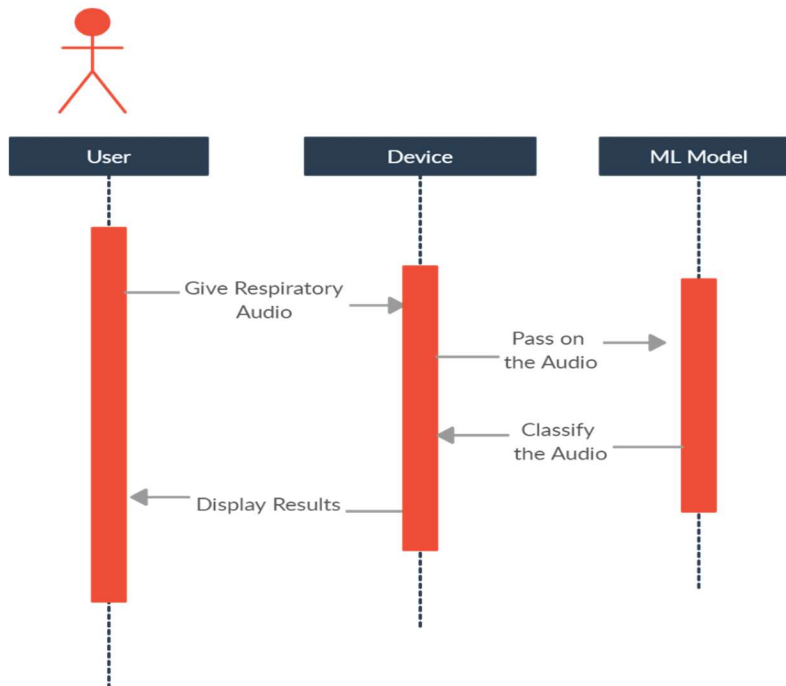 User
Device
ML Model
Give Respiratory
Audio
Pass on
the Audio
Classify
the Audio
Display Results